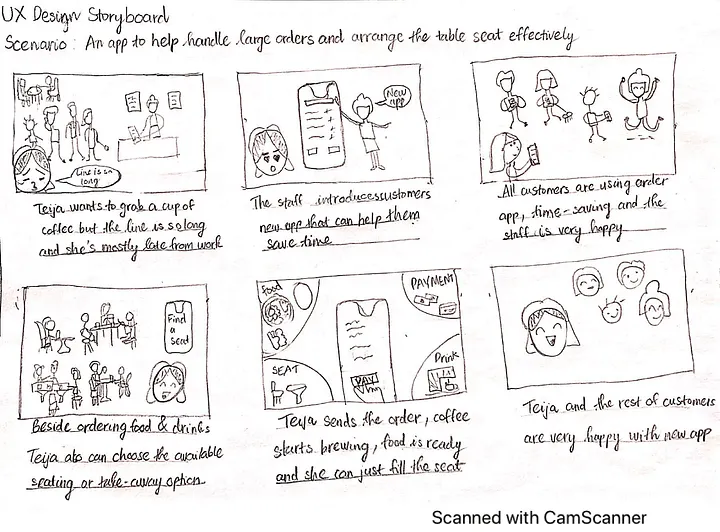 UX Design Storyboard
Scenario: An app to help handle large orders and arrange the table seat effectively
Line is so
long
Teija wants to grab a cup of
coffee but the line is so long
and she's mostly late from work
New
app
The staff introducescustomers
new app that can help them
save time
All customers are using order
app, time-saving and the
staff is very happy
Find
a
seat
Beside ordering food & drinks
Teija also can choose the available
seating or take-away option
Food
PAYMENT
SEAT
Drink
PAY
Teija sends the order, coffee
starts brewing, food is ready
and she can just fill the seat
Teija and the rest of customers
are very happy with new app
Scanned with CamScanner